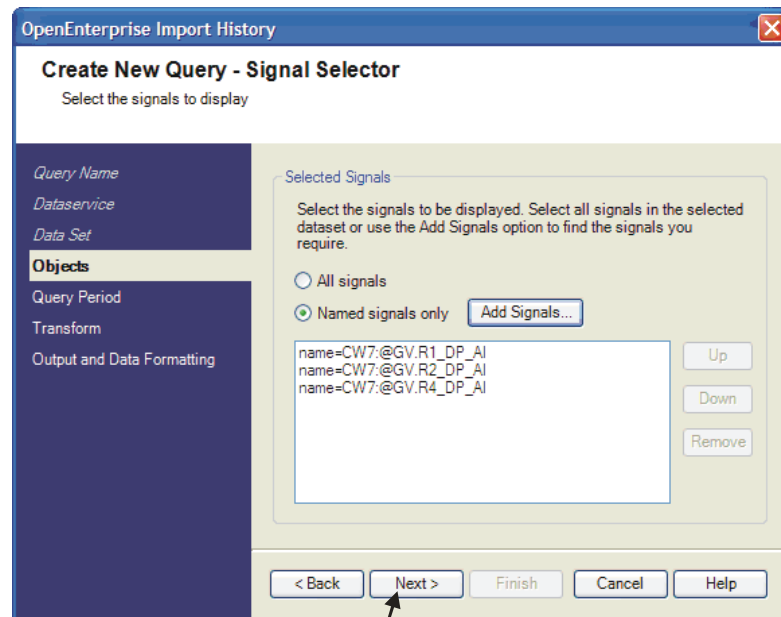 OpenEnterprise Import History
Create New Query - Signal Selector
Select the signals to display
Query Name
Dataservice
Data Set
Objects
Query Period
Transform
Output and Data Formatting
Selected Signals
Select the signals to be displayed. Select all signals in the selected
dataset or use the Add Signals option to find the signals you
require.
All signals
Named signals only
Add Signals...
name=CW7:@GV.R1_DP_AI
name=CW7:@GV.R2_DP_AI
name=CW7:@GV.R4_DP_AI
Up
Down
Remove
< Back
Next >
Finish
Cancel
Help